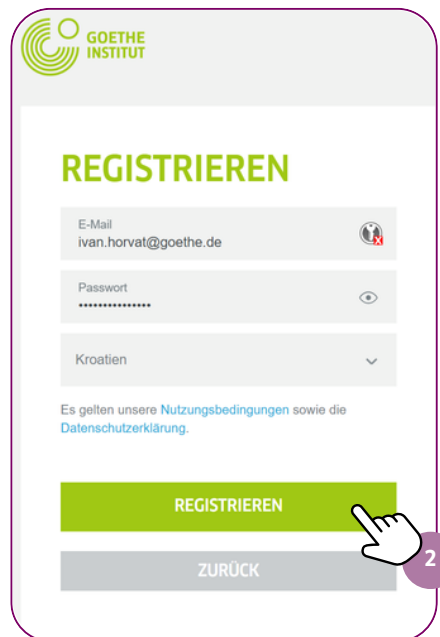 GOETHE
INSTITUT
REGISTRIEREN
E-Mail
ivan.horvat@goethe.de
Passwort
•••••••••••••••
Kroatien
Es gelten unsere Nutzungsbedingungen sowie die
Datenschutzerklärung.
REGISTRIEREN
2
ZURÜCK